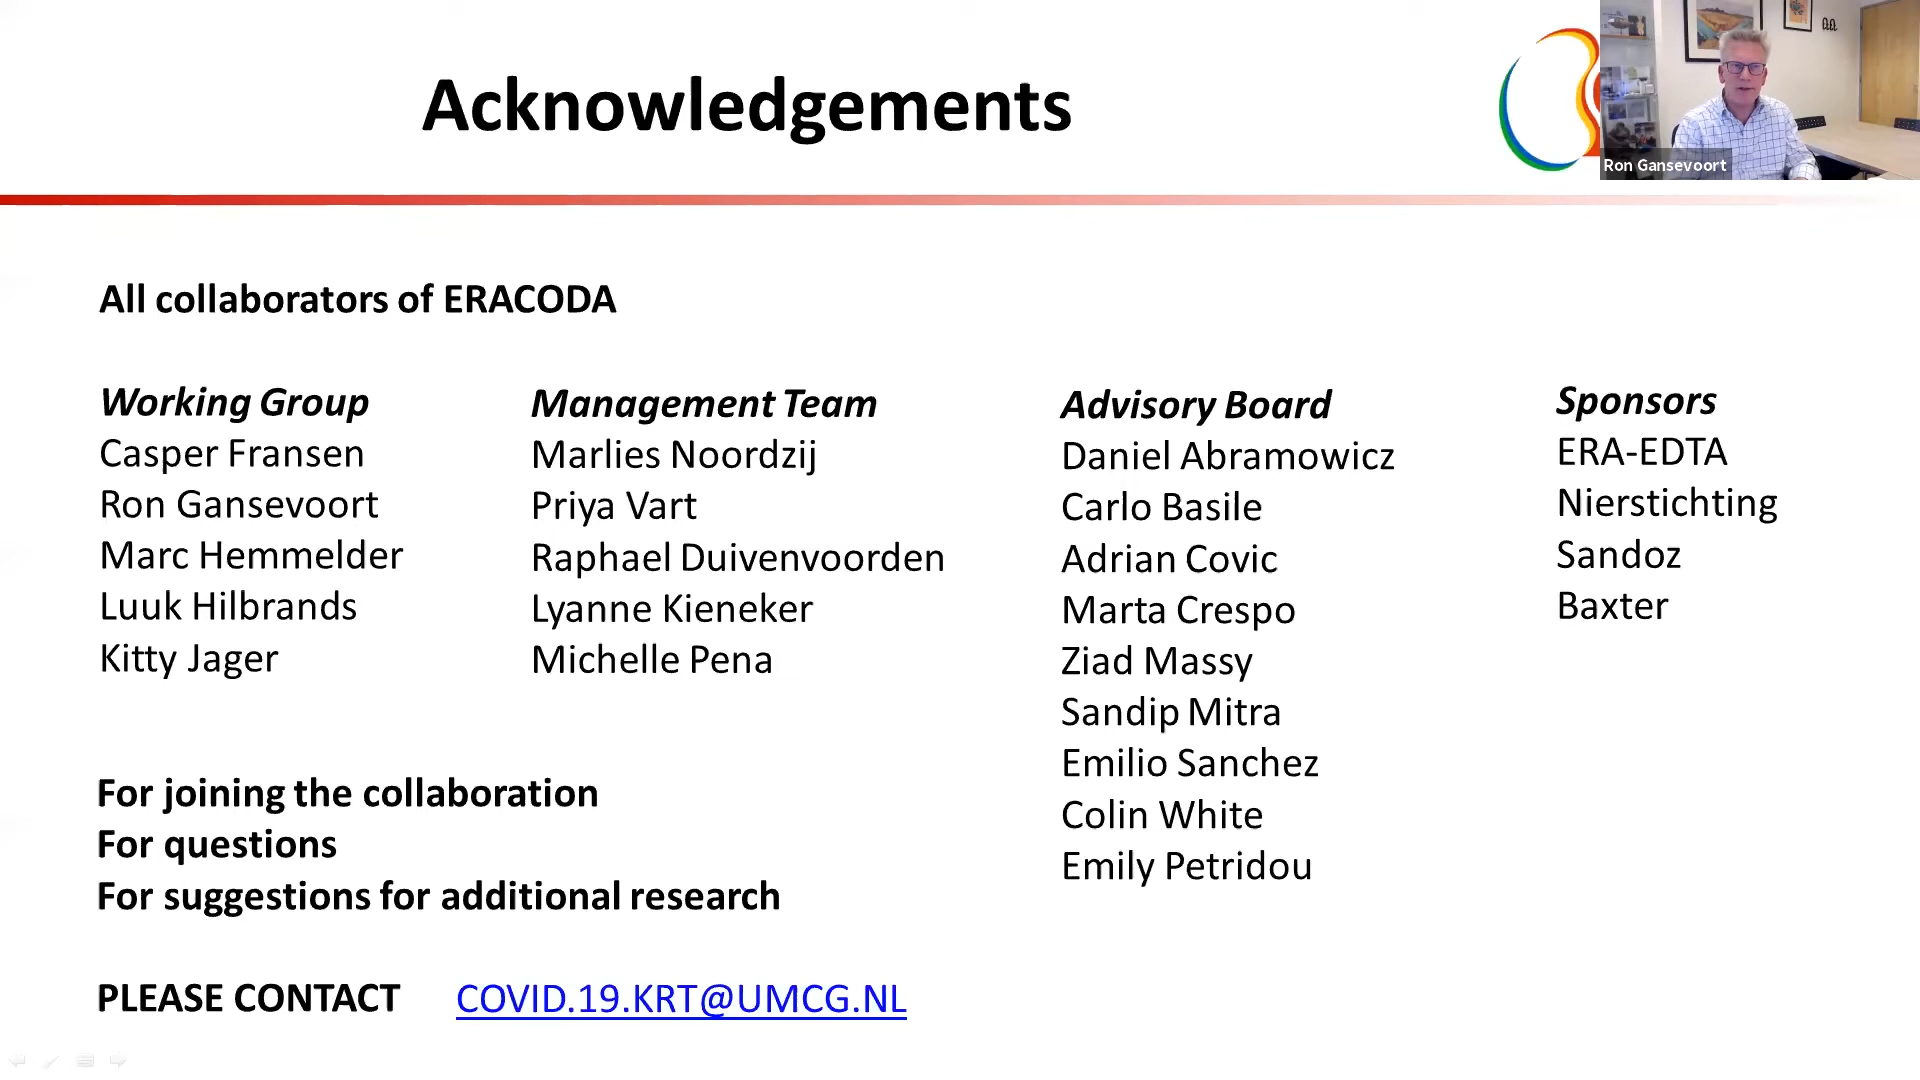 Acknowledgements
Ron Gansevoort
All collaborators of ERACODA
Working Group
Casper Fransen
Ron Gansevoort
Marc Hemmelder
Luuk Hilbrands
Kitty Jager
Management Team
Marlies Noordzij
Priya Vart
Raphael Duivenvoorden
Lyanne Kieneker
Michelle Pena
Advisory Board
Daniel Abramowicz
Carlo Basile
Adrian Covic
Marta Crespo
Ziad Massy
Sandip Mitra
Emilio Sanchez
Colin White
Emily Petridou
Sponsors
ERA-EDTA
Nierstichting
Sandoz
Baxter
For joining the collaboration
For questions
For suggestions for additional research
PLEASE CONTACT COVID.19.KRT@UMCG.NL